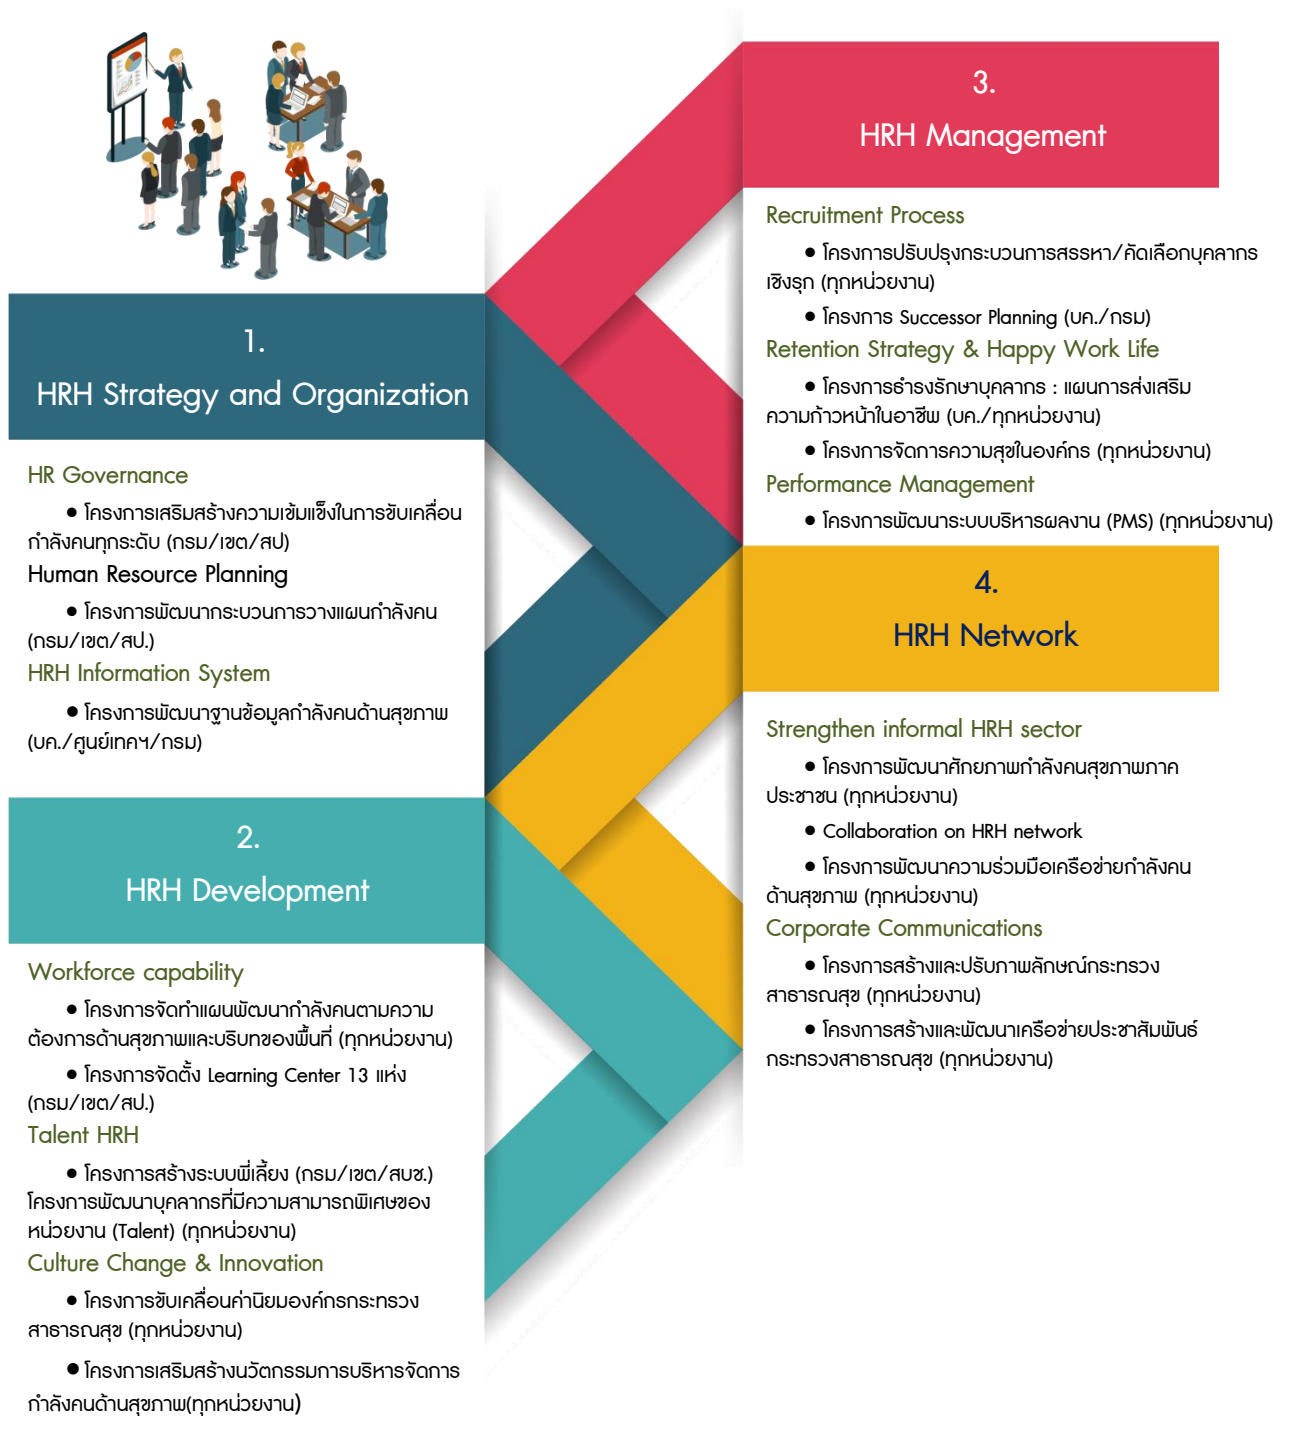 1.
HRH Strategy and Organization
HR Governance
● โครงการเสริมสร้างความเข้มแข็งในการขับเคลื่อน
กำลังคนทุกระดับ (กรม/เขต/สป)
Human Resource Planning
● โครงการพัฒนากระบวนการวางแผนกำลังคน
(กรม/เขต/สป.)
HRH Information System
● โครงการพัฒนาฐานข้อมูลกำลังคนด้านสุขภาพ
(บค./ศูนย์เทคฯ/กรม)
2.
HRH Development
Workforce capability
● โครงการจัดทำแผนพัฒนากำลังคนตามความ
ต้องการด้านสุขภาพและบริบทของพื้นที่ (ทุกหน่วยงาน)
● โครงการจัดตั้ง Learning Center 13 แห่ง
(กรม/เขต/สป.)
Talent HRH
● โครงการสร้างระบบพี่เลี้ยง (กรม/เขต/สบช.)
โครงการพัฒนาบุคลากรที่มีความสามารถพิเศษของ
หน่วยงาน (Talent) (ทุกหน่วยงาน)
Culture Change & Innovation
● โครงการขับเคลื่อนค่านิยมองค์กรกระทรวง
สาธารณสุข (ทุกหน่วยงาน)
● โครงการเสริมสร้างนวัตกรรมการบริหารจัดการ
กำลังคนด้านสุขภาพ(ทุกหน่วยงาน)
3.
HRH Management
Recruitment Process
● โครงการปรับปรุงกระบวนการสรรหา/คัดเลือกบุคลากร
เชิงรุก (ทุกหน่วยงาน)
● โครงการ Successor Planning (บค./กรม)
Retention Strategy & Happy Work Life
● โครงการธำรงรักษาบุคลากร : แผนการส่งเสริม
ความก้าวหน้าในอาชีพ (บค./ทุกหน่วยงาน)
● โครงการจัดการความสุขในองค์กร (ทุกหน่วยงาน)
Performance Management
● โครงการพัฒนาระบบบริหารผลงาน (PMS) (ทุกหน่วยงาน)
4.
HRH Network
Strengthen informal HRH sector
● โครงการพัฒนาศักยภาพกำลังคนสุขภาพภาค
ประชาชน (ทุกหน่วยงาน)
● Collaboration on HRH network
● โครงการพัฒนาความร่วมมือเครือข่ายกำลังคน
ด้านสุขภาพ (ทุกหน่วยงาน)
Corporate Communications
● โครงการสร้างและปรับภาพลักษณ์กระทรวง
สาธารณสุข (ทุกหน่วยงาน)
● โครงการสร้างและพัฒนาเครือข่ายประชาสัมพันธ์
กระทรวงสาธารณสุข (ทุกหน่วยงาน)